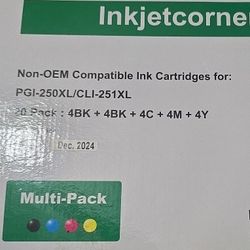 Inkjetcorne
Non-OEM Compatible Ink Cartridges for:
PGI-250XL/CLI-251XL
20 Pack : 4BK + 4BK + 4C + 4M + 4Y
Dec. 2024
Multi-Pack